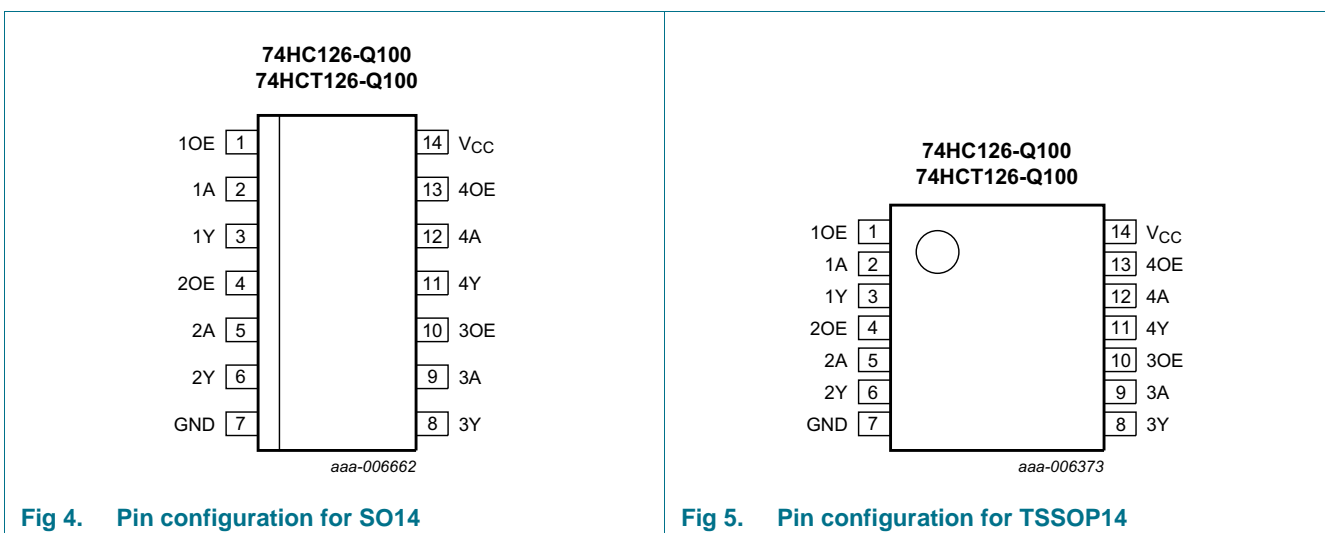 74HC126-Q100
74HCT126-Q100
1OE 1 14 VCC
1A 2 13 4OE
1Y 3 12 4A
2OE 4 11 4Y
2A 5 10 3OE
2Y 6 9 3A
GND 7 8 3Y
aaa-006662
Fig 4. Pin configuration for SO14
74HC126-Q100
74HCT126-Q100
1OE 1 14 VCC
1A 2 13 4OE
1Y 3 12 4A
2OE 4 11 4Y
2A 5 10 3OE
2Y 6 9 3A
GND 7 8 3Y
aaa-006373
Fig 5. Pin configuration for TSSOP14